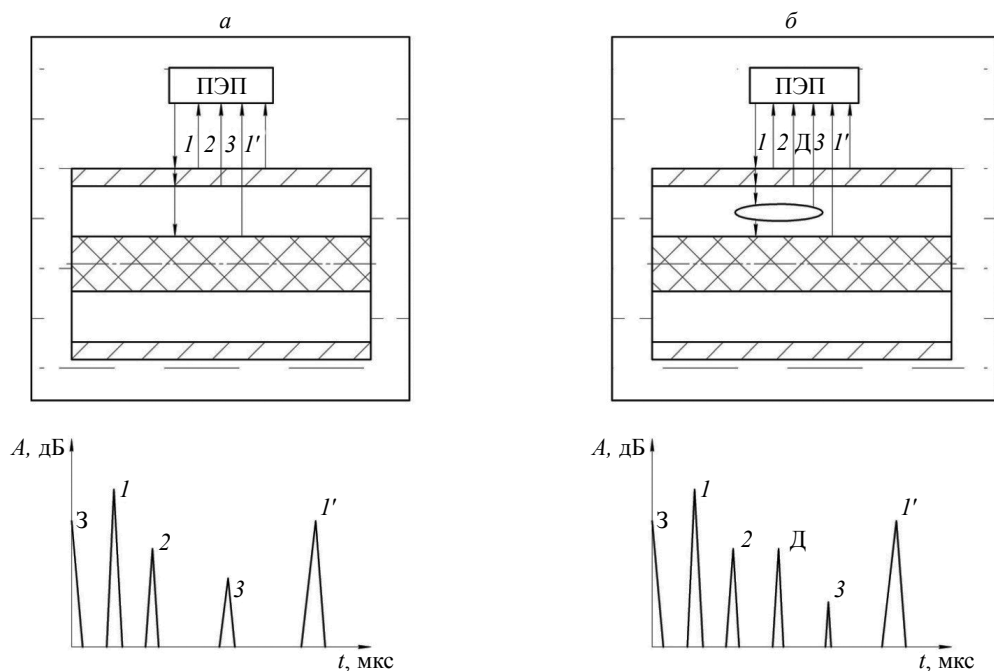 а
ПЭП
1 2 3 1′
А, дБ
З
1
2
3
1′
t, мкс
б
ПЭП
1 2 Д 3 1′
А, дБ
З
1
2
Д
3
1′
t, мкс